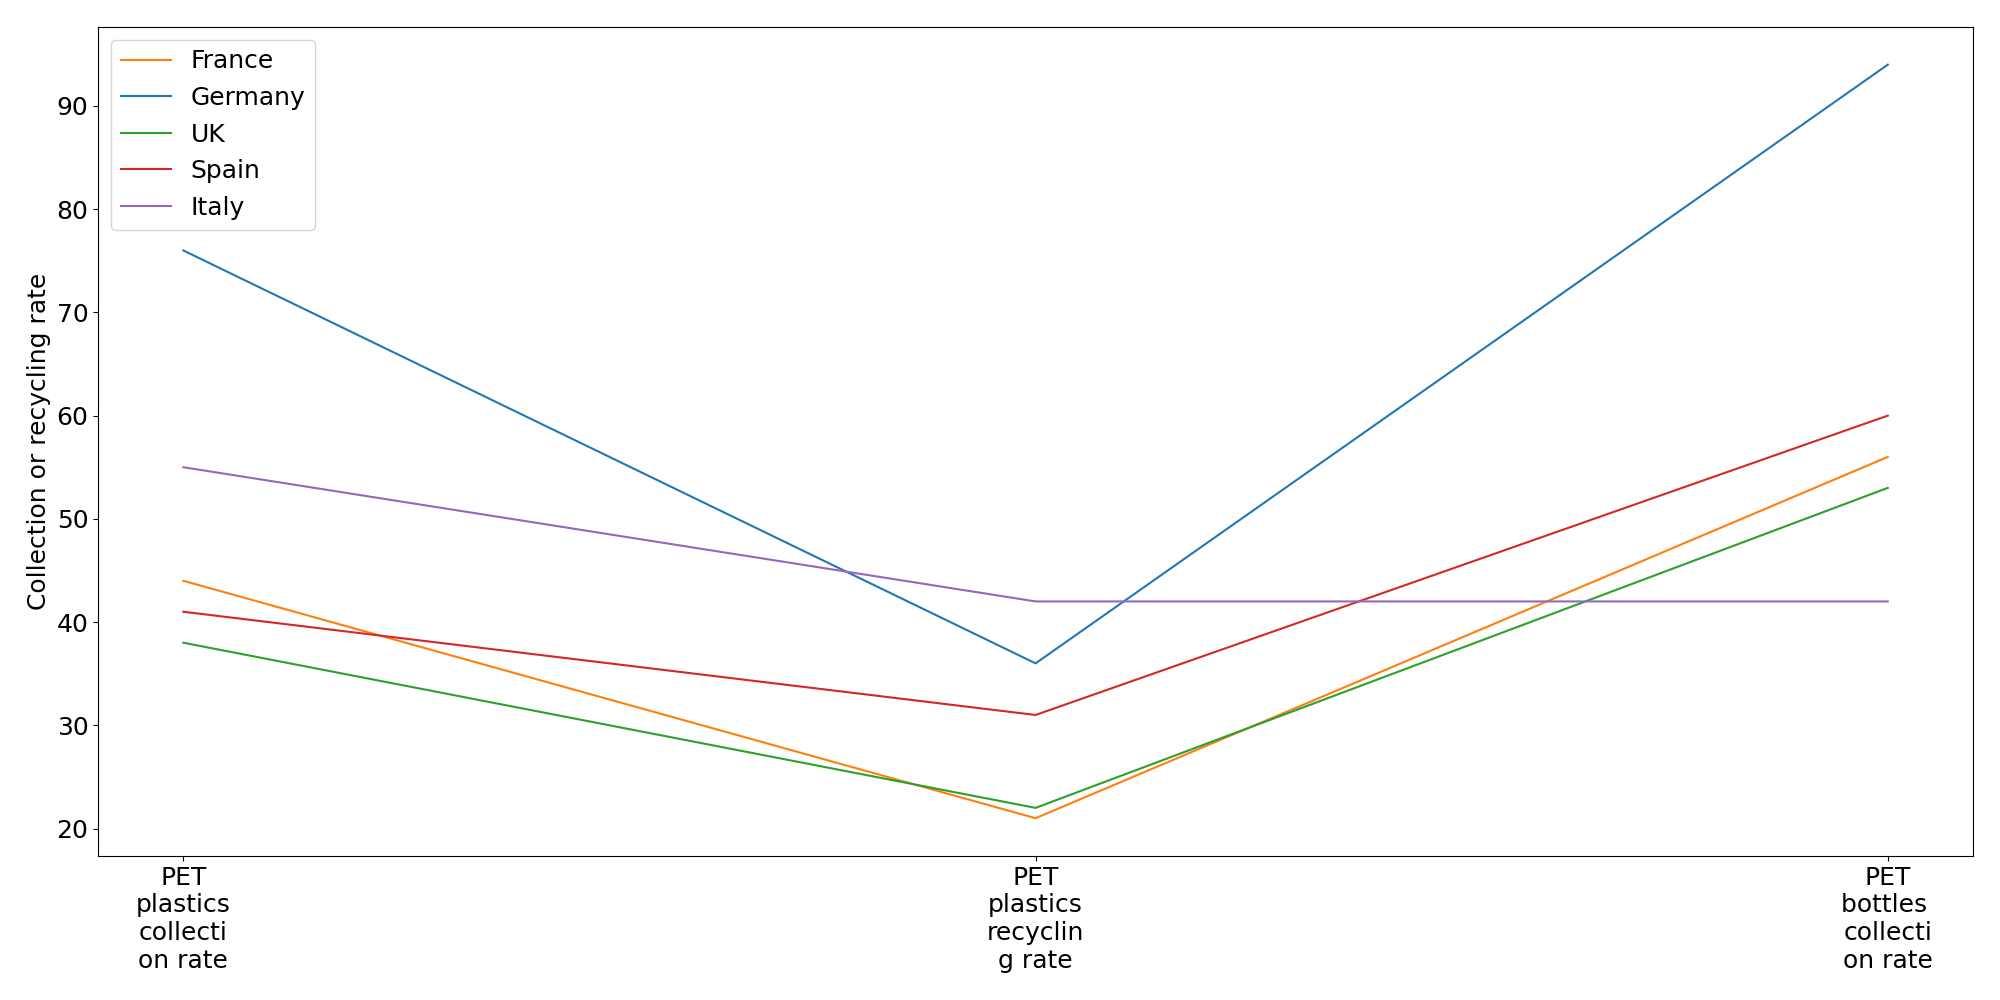 France
Germany
UK
Spain
Italy
Collection or recycling rate
90
80
70
60
50
40
30
20
PET
plastics
collecti
on rate
PET
plastics
recyclin
g rate
PET
bottles
collecti
on rate